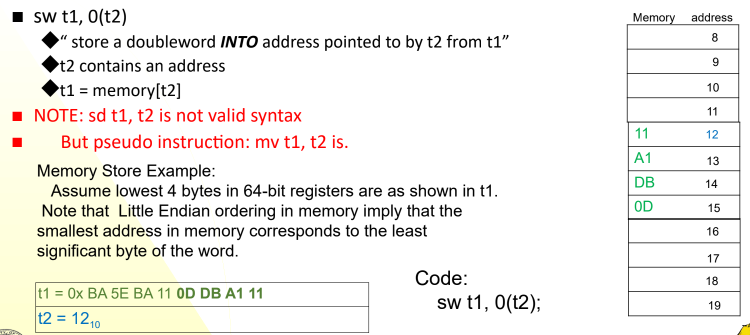 sw t1, 0(t2)
“ store a doubleword INTO address pointed to by t2 from t1”
t2 contains an address
t1 = memory[t2]
NOTE: sd t1, t2 is not valid syntax
But pseudo instruction: mv t1, t2 is.
Memory Store Example:
Assume lowest 4 bytes in 64-bit registers are as shown in t1.
Note that Little Endian ordering in memory imply that the
smallest address in memory corresponds to the least
significant byte of the word.
t1 = 0x BA 5E BA 11 0D DB A1 11
t2 = 12₁₀
Code:
sw t1, 0(t2);
Memory address
8
9
10
11
11 12
A1 13
DB 14
0D 15
16
17
18
19